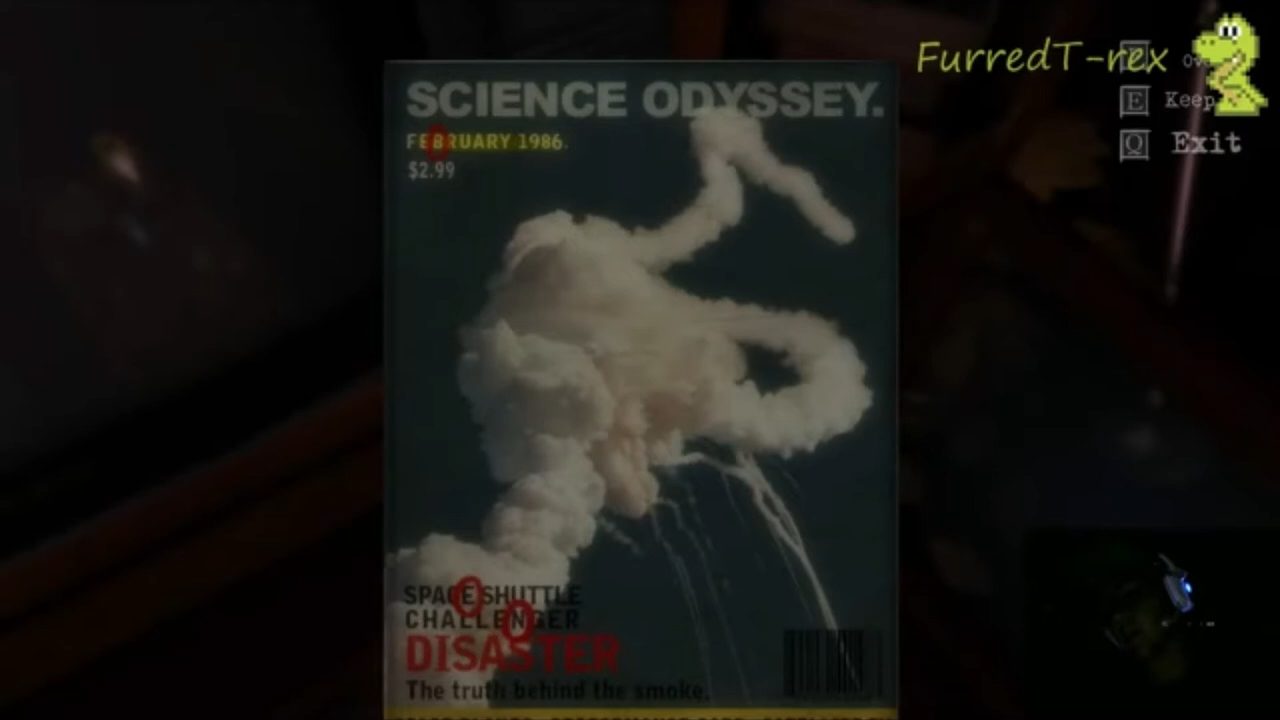 SCIENCE ODYSSEY.
FEBRUARY 1986.
$2.99
FurredT-rex
E Keep
Q Exit
SPACE SHUTTLE
CHALLENGER
DISASTER
The truth behind the smoke.